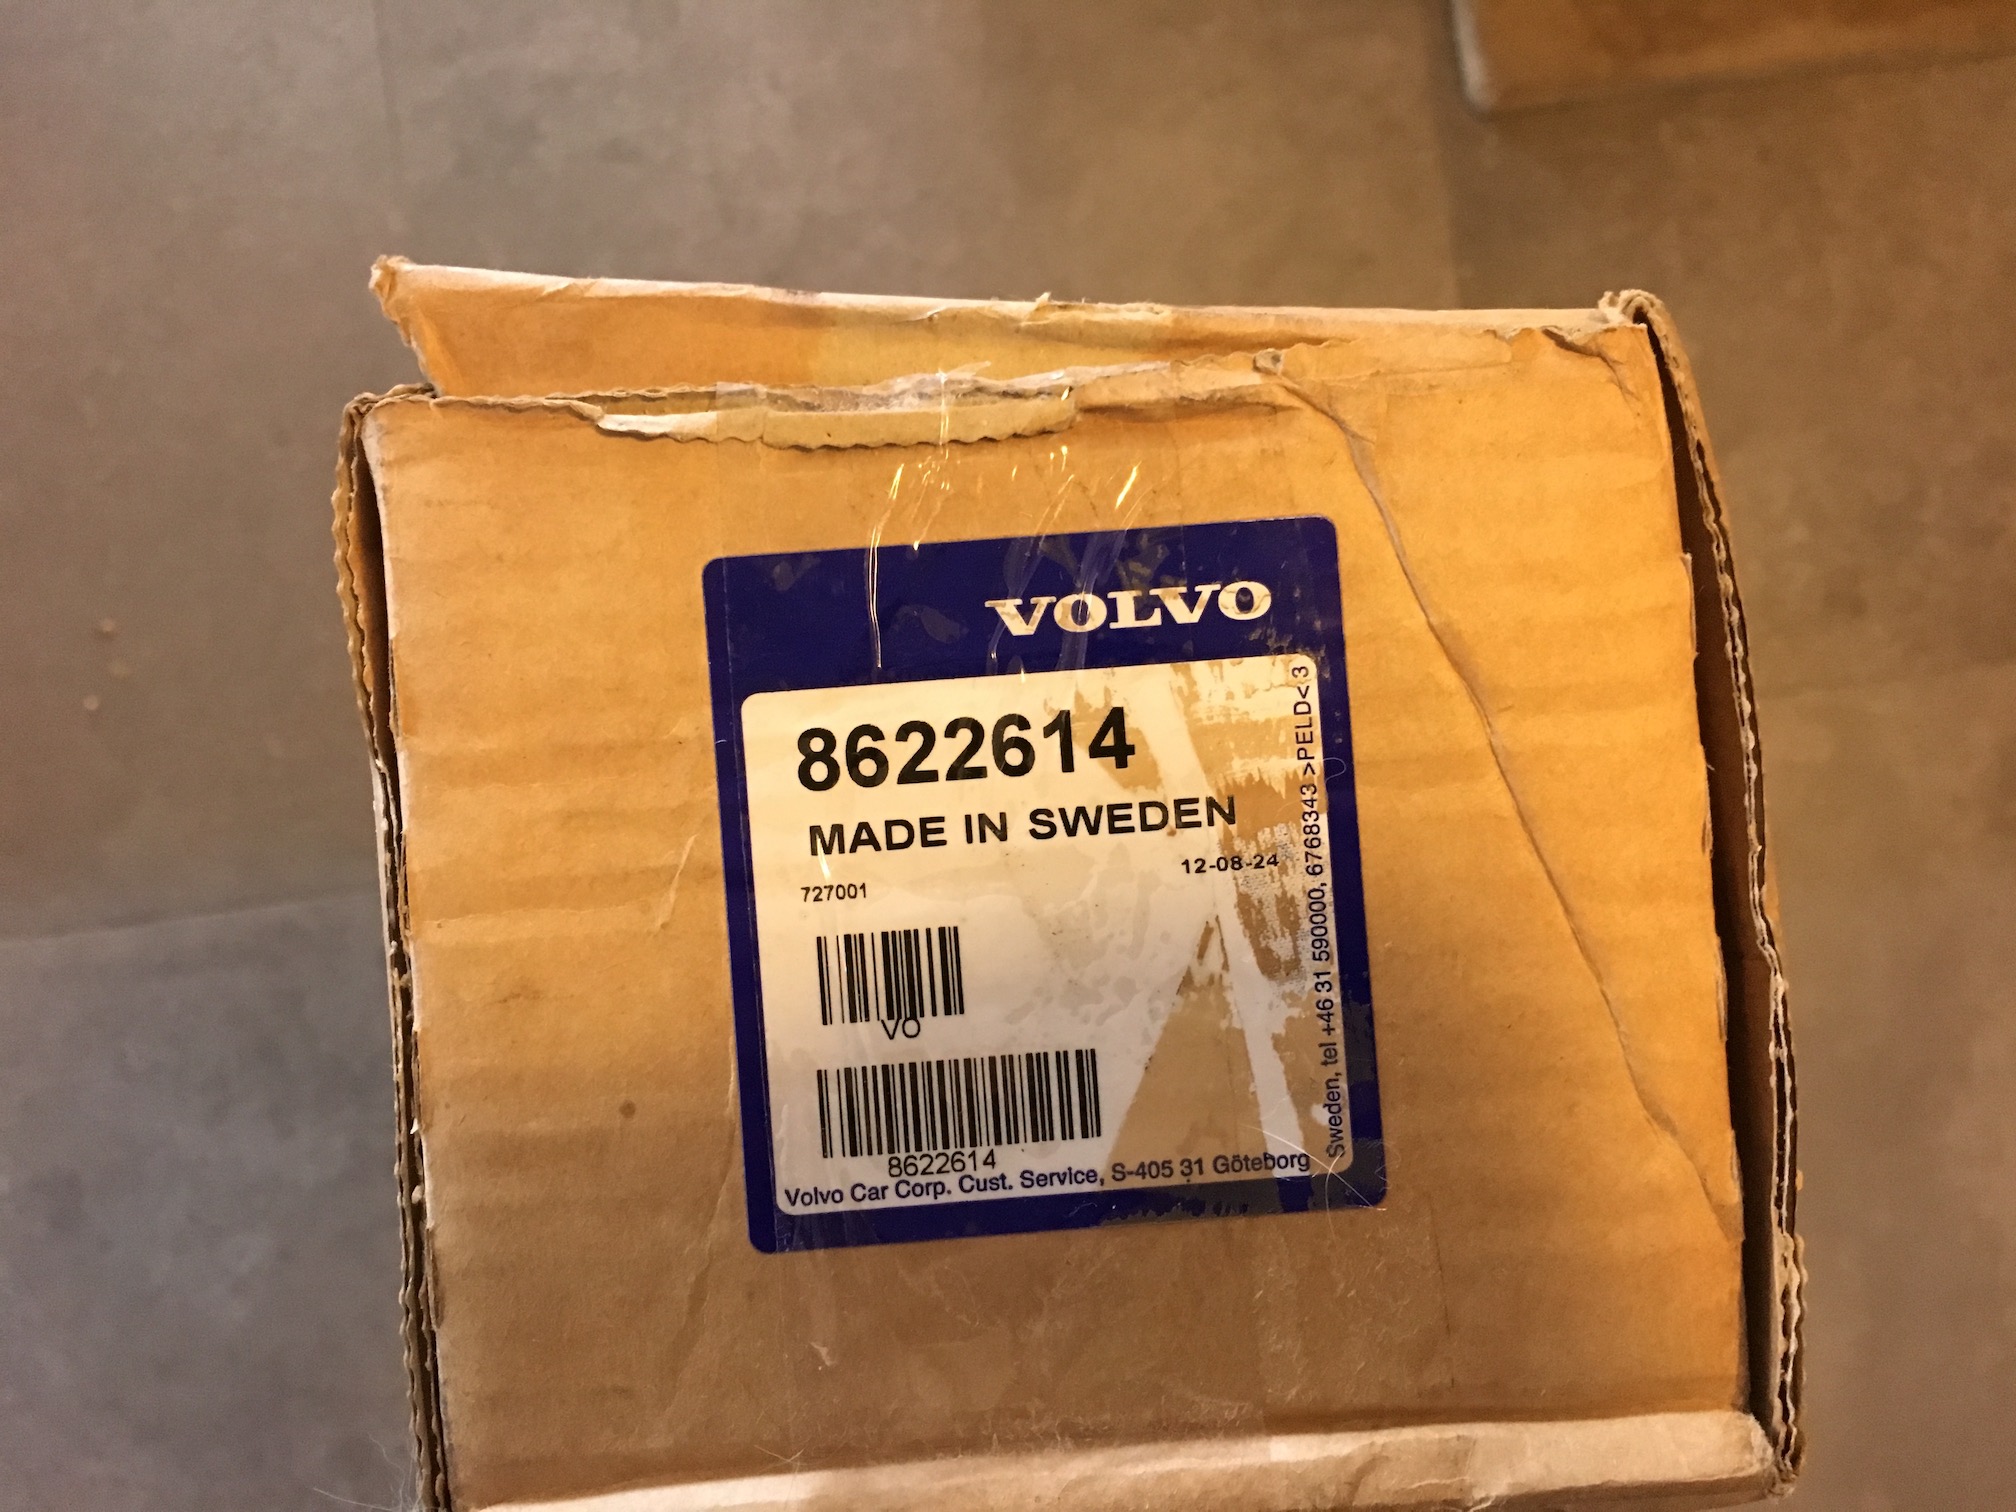 VOLVO
8622614
MADE IN SWEDEN
12-08-24
727001
VO
8622614
Volvo Car Corp. Cust. Service, S-405 31 Göteborg
Sweden, tel +46 31 590000, 6768343 >PELD< 3